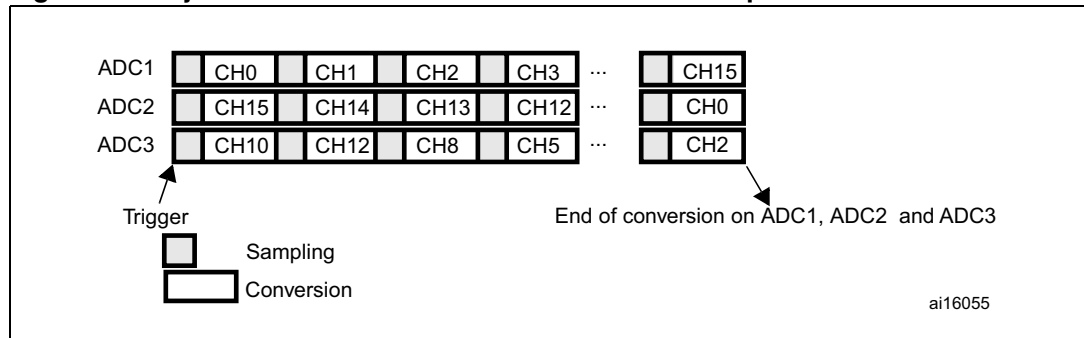 ADC1 CH0 CH1 CH2 CH3 ... CH15
ADC2 CH15 CH14 CH13 CH12 ... CH0
ADC3 CH10 CH12 CH8 CH5 ... CH2
Trigger
End of conversion on ADC1, ADC2 and ADC3
Sampling
Conversion
ai16055